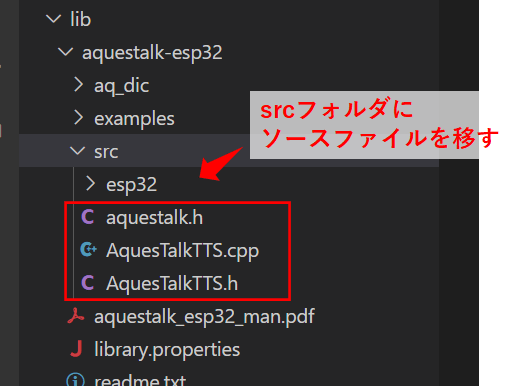 lib
aquestalk-esp32
aq_dic
examples
srcフォルダに
ソースファイルを移す
src
esp32
aquestalk.h
AquesTalkTTS.cpp
AquesTalkTTS.h
aquestalk_esp32_man.pdf
library.properties
readme.txt